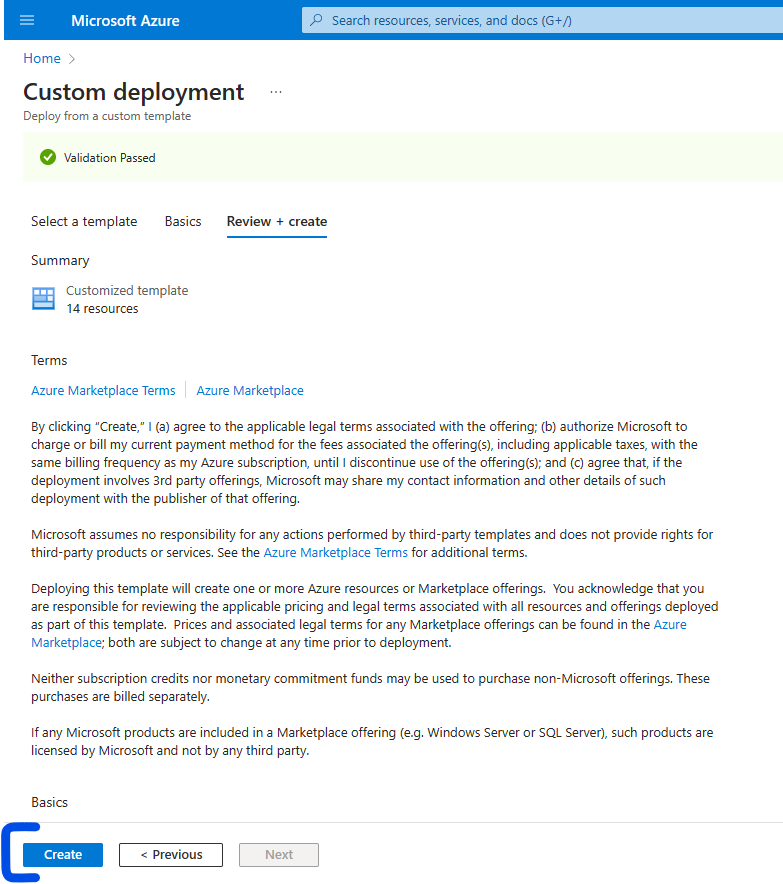 Microsoft Azure
Search resources, services, and docs (G+/)
Home
Custom deployment
...
Deploy from a custom template
Validation Passed
Select a template
Basics
Review + create
Summary
Customized template
14 resources
Terms
Azure Marketplace Terms
Azure Marketplace
By clicking “Create,” I (a) agree to the applicable legal terms associated with the offering; (b) authorize Microsoft to
charge or bill my current payment method for the fees associated the offering(s), including applicable taxes, with the
same billing frequency as my Azure subscription, until I discontinue use of the offering(s); and (c) agree that, if the
deployment involves 3rd party offerings, Microsoft may share my contact information and other details of such
deployment with the publisher of that offering.
Microsoft assumes no responsibility for any actions performed by third-party templates and does not provide rights for
third-party products or services. See the Azure Marketplace Terms for additional terms.
Deploying this template will create one or more Azure resources or Marketplace offerings.  You acknowledge that you
are responsible for reviewing the applicable pricing and legal terms associated with all resources and offerings deployed
as part of this template.  Prices and associated legal terms for any Marketplace offerings can be found in the Azure
Marketplace; both are subject to change at any time prior to deployment.
Neither subscription credits nor monetary commitment funds may be used to purchase non-Microsoft offerings. These
purchases are billed separately.
If any Microsoft products are included in a Marketplace offering (e.g. Windows Server or SQL Server), such products are
licensed by Microsoft and not by any third party.
Basics
Create
< Previous
Next